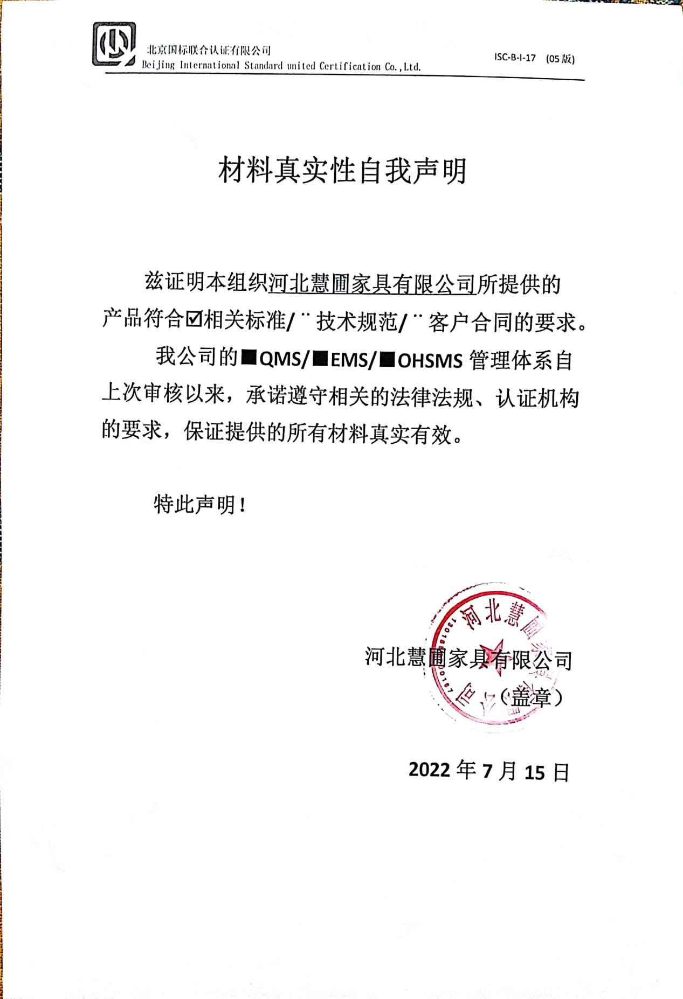 北京国标联合认证有限公司
Beijing International Standard united Certification Co.,Ltd.
ISC-B-I-17 (05 版)
材料真实性自我声明
兹证明本组织河北慧圃家具有限公司所提供的
产品符合☑相关标准/¨技术规范/¨客户合同的要求。
我公司的■QMS/■EMS/■OHSMS 管理体系自
上次审核以来，承诺遵守相关的法律法规、认证机构
的要求，保证提供的所有材料真实有效。
特此声明！
河北慧圃家具有限公司
（盖章）
河北慧圃家具有限公司
2022 年 7 月 15 日